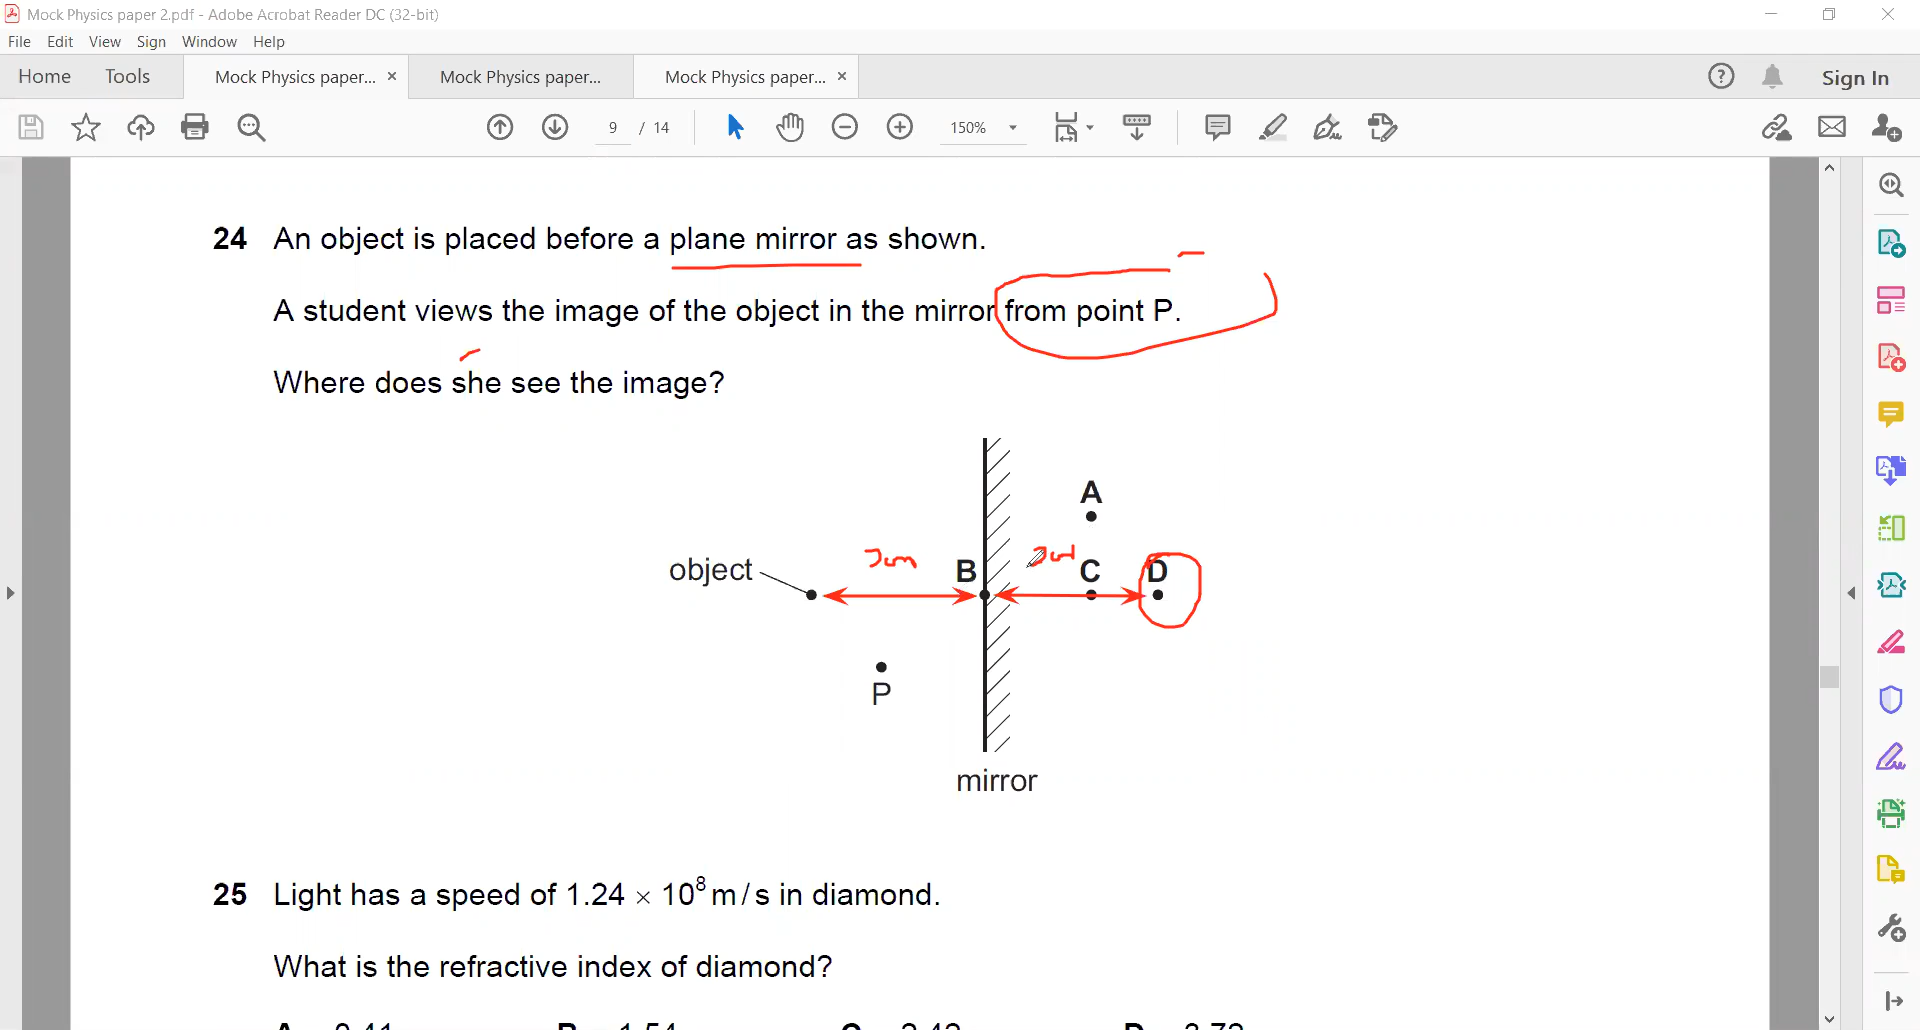 Mock Physics paper 2.pdf - Adobe Acrobat Reader DC (32-bit)
File Edit View Sign Window Help
Home Tools Mock Physics paper... × Mock Physics paper... Mock Physics paper... × Sign In
9 / 14 150%
24 An object is placed before a plane mirror as shown.
A student views the image of the object in the mirror from point P.
Where does she see the image?
A
object B C D
P
mirror
25 Light has a speed of 1.24 × 10⁸ m / s in diamond.
What is the refractive index of diamond?